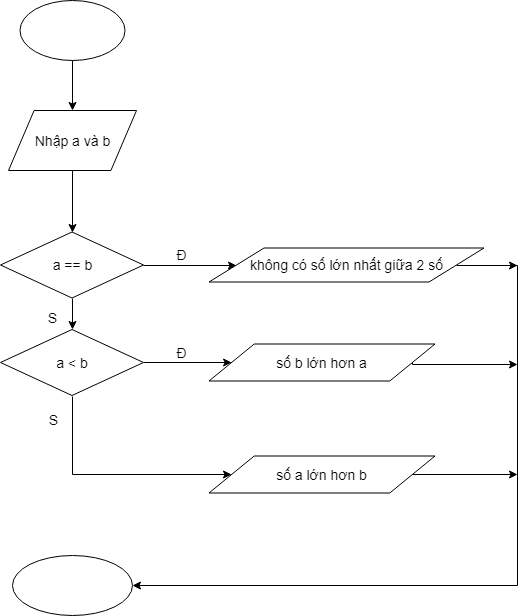 Nhập a và b
a == b
Đ
không có số lớn nhất giữa 2 số
S
a < b
Đ
số b lớn hơn a
S
số a lớn hơn b